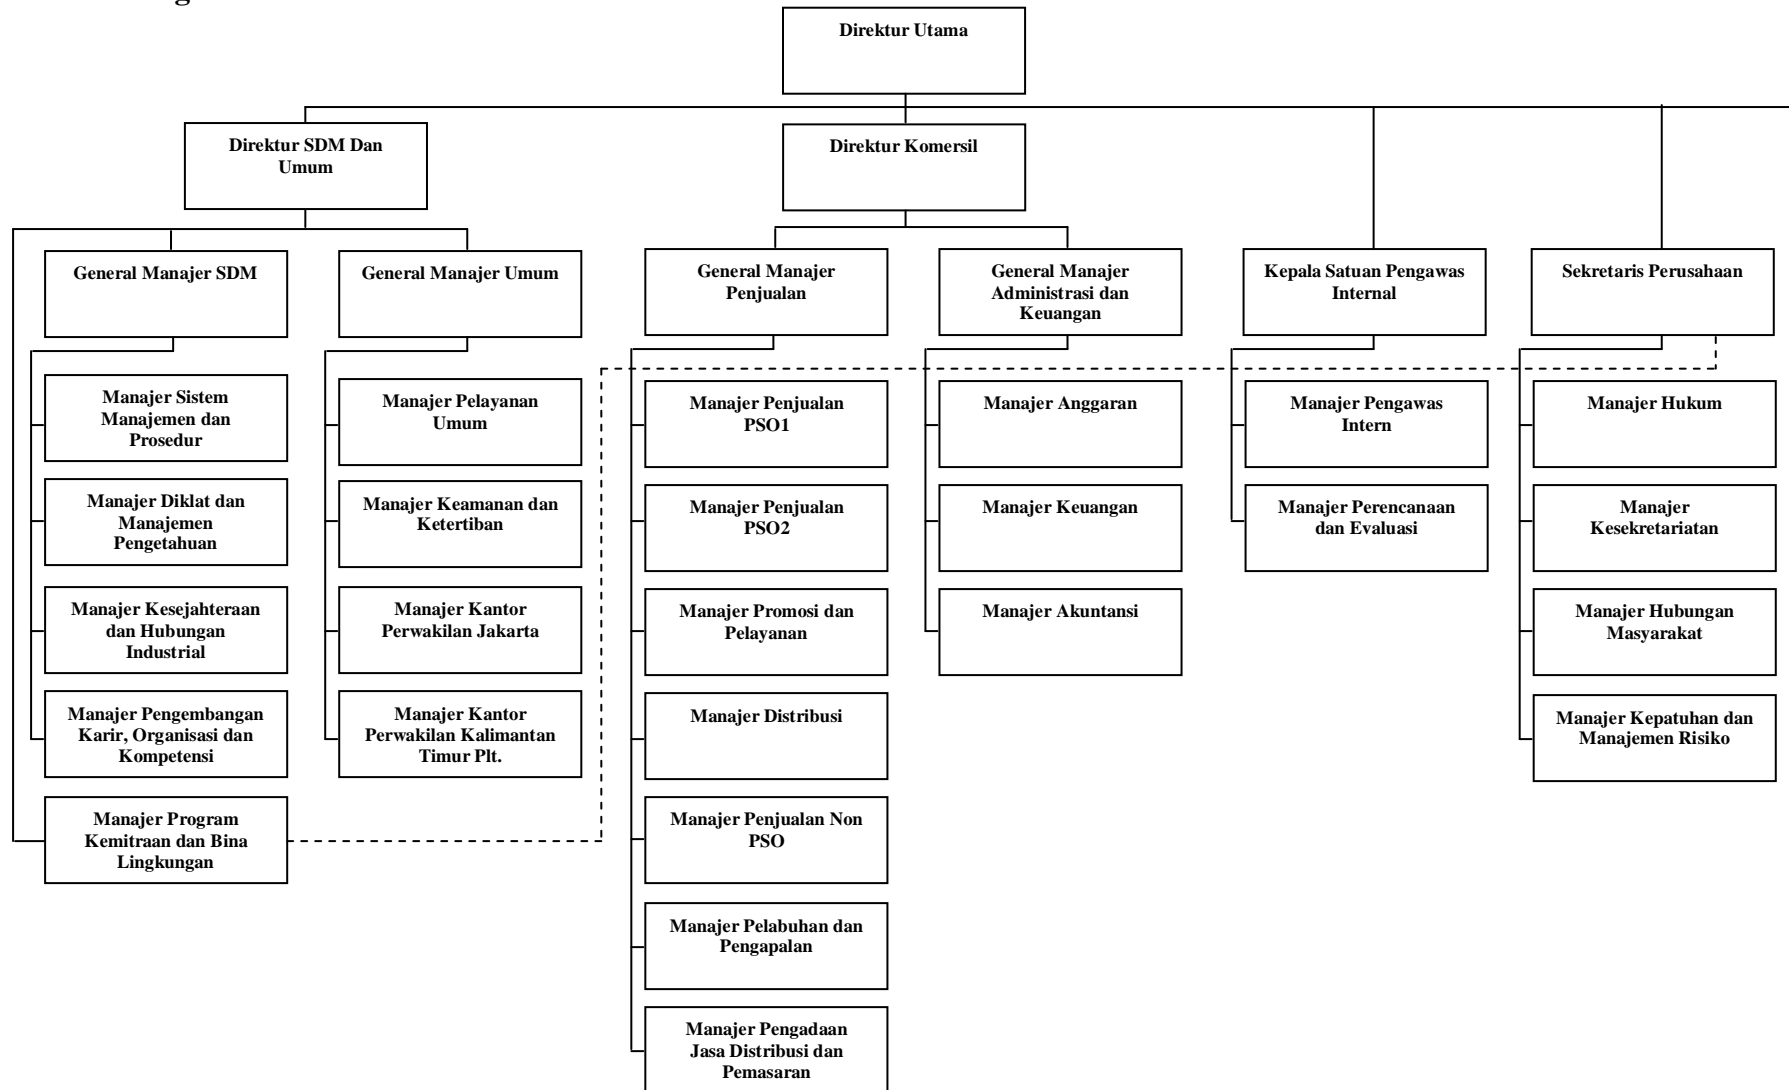 Direktur Utama
Direktur SDM Dan
Umum
Direktur Komersil
General Manajer SDM
General Manajer Umum
General Manajer
Penjualan
General Manajer
Administrasi dan
Keuangan
Kepala Satuan Pengawas
Internal
Sekretaris Perusahaan
Manajer Sistem
Manajemen dan
Prosedur
Manajer Diklat dan
Manajemen
Pengetahuan
Manajer Kesejahteraan
dan Hubungan
Industrial
Manajer Pengembangan
Karir, Organisasi dan
Kompetensi
Manajer Program
Kemitraan dan Bina
Lingkungan
Manajer Pelayanan
Umum
Manajer Keamanan dan
Ketertiban
Manajer Kantor
Perwakilan Jakarta
Manajer Kantor
Perwakilan Kalimantan
Timur Plt.
Manajer Penjualan
PSO1
Manajer Penjualan
PSO2
Manajer Promosi dan
Pelayanan
Manajer Distribusi
Manajer Penjualan Non
PSO
Manajer Pelabuhan dan
Pengapalan
Manajer Pengadaan
Jasa Distribusi dan
Pemasaran
Manajer Anggaran
Manajer Keuangan
Manajer Akuntansi
Manajer Pengawas
Intern
Manajer Perencanaan
dan Evaluasi
Manajer Hukum
Manajer
Kesekretariatan
Manajer Hubungan
Masyarakat
Manajer Kepatuhan dan
Manajemen Risiko